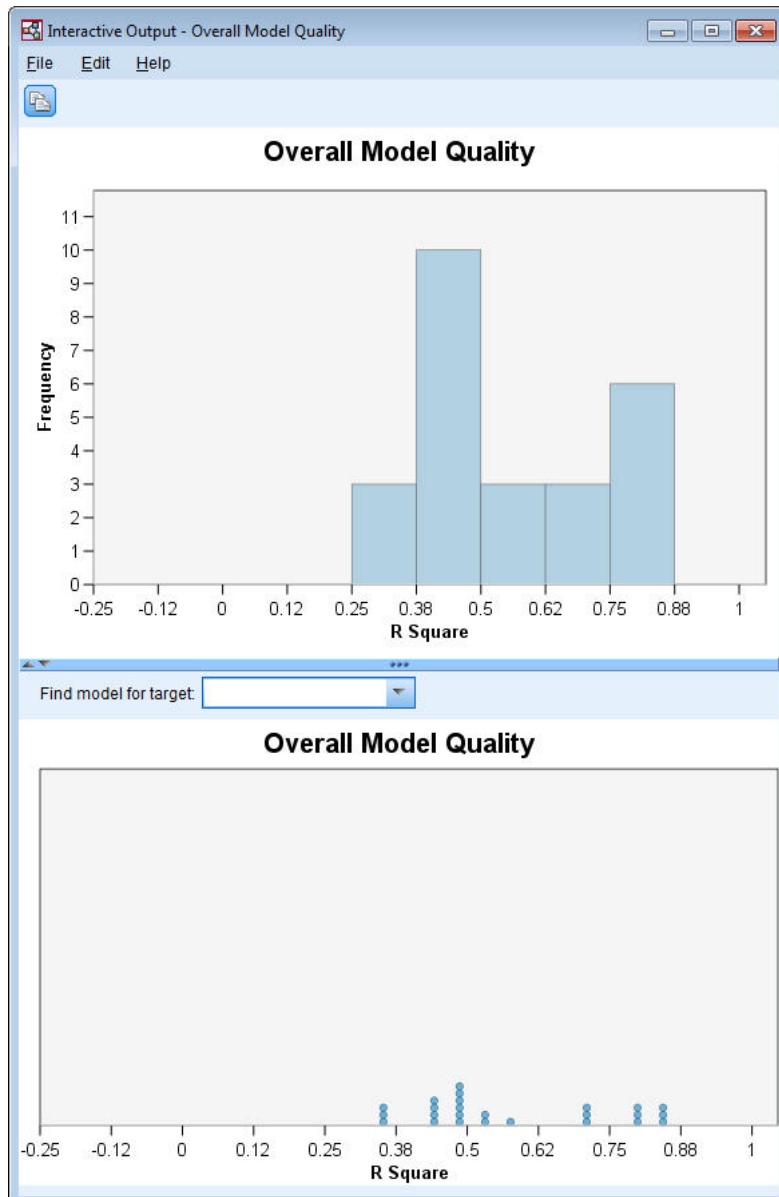 Interactive Output - Overall Model Quality
File Edit Help
Overall Model Quality
11
10
9
8
7
6
5
4
3
2
1
0
Frequency
-0.25 -0.12 0 0.12 0.25 0.38 0.5 0.62 0.75 0.88 1
R Square
Find model for target:
Overall Model Quality
-0.25 -0.12 0 0.12 0.25 0.38 0.5 0.62 0.75 0.88 1
R Square